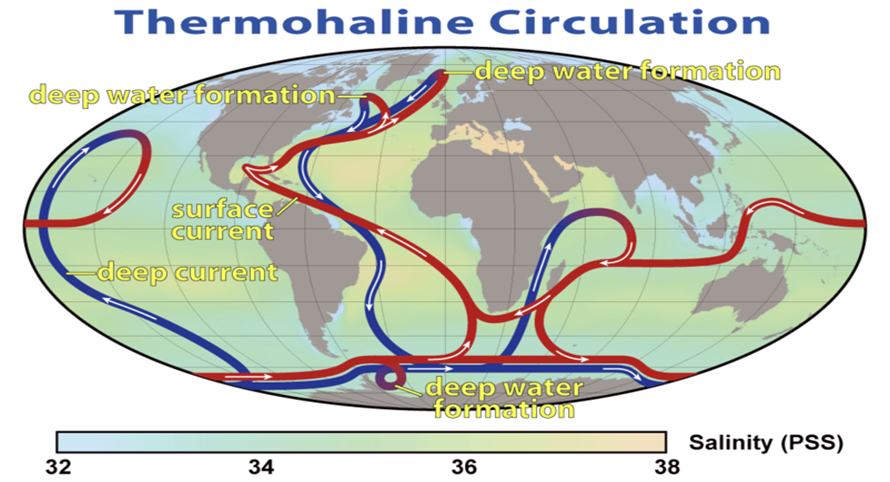 Thermohaline Circulation
deep water formation
deep water formation
surface
current
deep current
deep water
formation
Salinity (PSS)
32 34 36 38